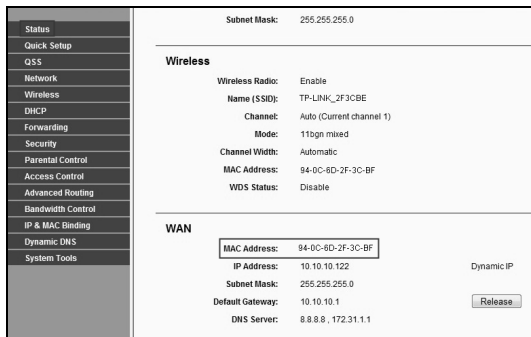 Status
Quick Setup
QSS
Network
Wireless
DHCP
Forwarding
Security
Parental Control
Access Control
Advanced Routing
Bandwidth Control
IP & MAC Binding
Dynamic DNS
System Tools
Subnet Mask: 255.255.255.0
Wireless
Wireless Radio: Enable
Name (SSID): TP-LINK_2F3CBE
Channel: Auto (Current channel 1)
Mode: 11bgn mixed
Channel Width: Automatic
MAC Address: 94-0C-6D-2F-3C-BF
WDS Status: Disable
WAN
MAC Address: 94-0C-6D-2F-3C-BF
IP Address: 10.10.10.122 Dynamic IP
Subnet Mask: 255.255.255.0
Default Gateway: 10.10.10.1 Release
DNS Server: 8.8.8.8 , 172.31.1.1